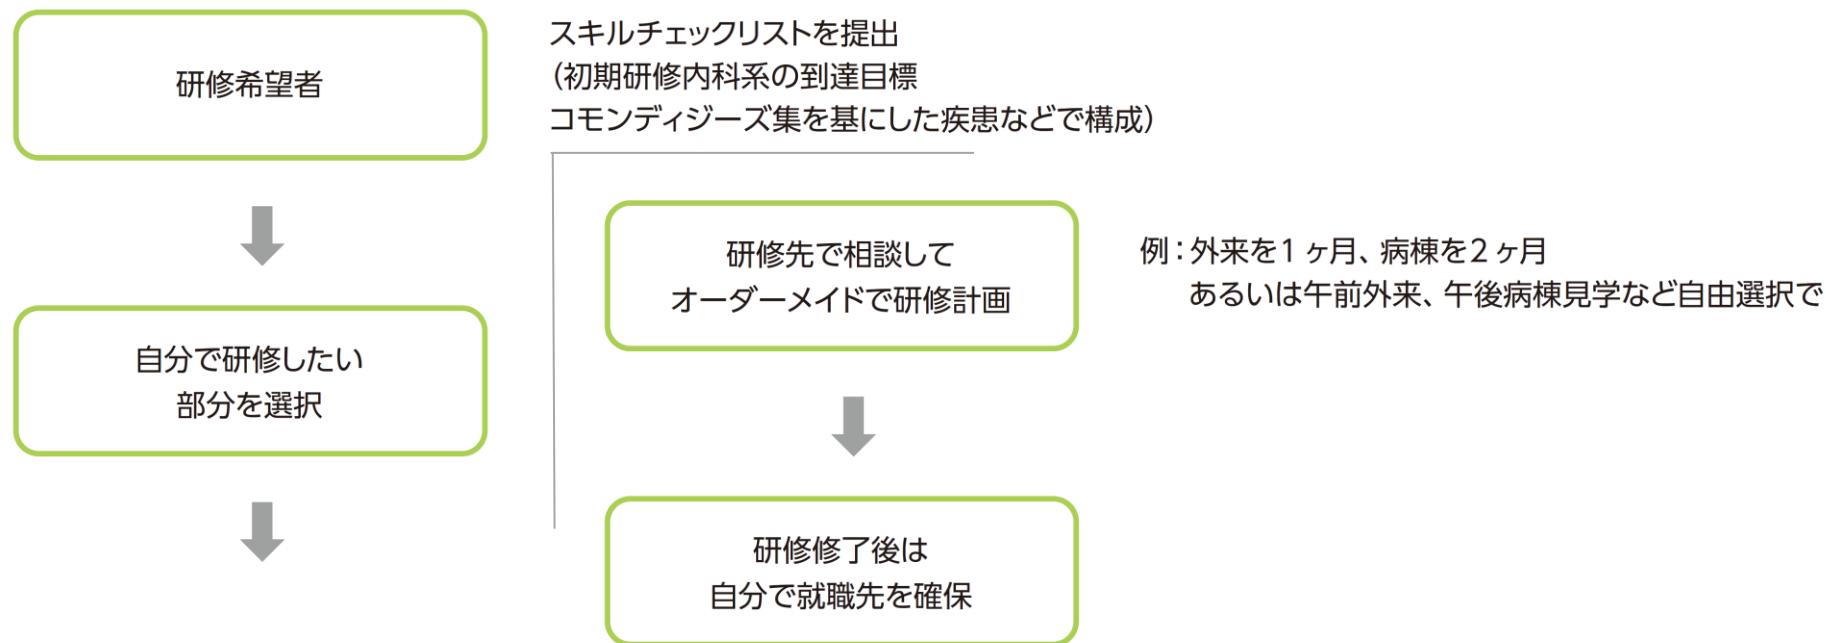 研修希望者
スキルチェックリストを提出
（初期研修内科系の到達目標
コモンディジーズ集を基にした疾患などで構成）
自分で研修したい
部分を選択
研修先で相談して
オーダーメイドで研修計画
例：外来を1ヶ月、病棟を2ヶ月
あるいは午前外来、午後病棟見学など自由選択で
研修修了後は
自分で就職先を確保